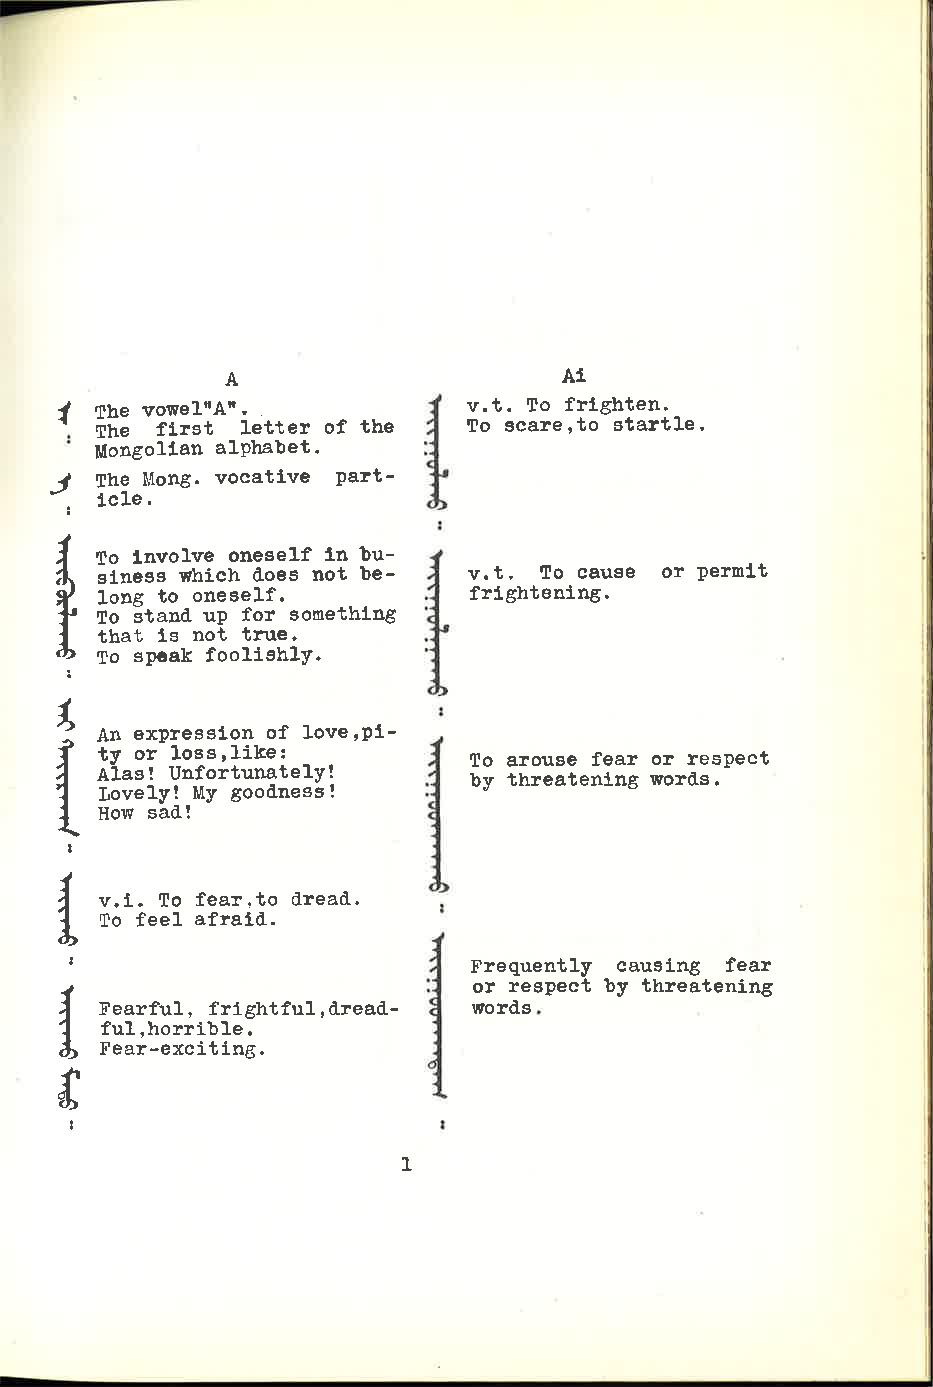 A
The vowel"A".
The first letter of the
Mongolian alphabet.
The Mong. vocative part-
icle.
To involve oneself in bu-
siness which does not be-
long to oneself.
To stand up for something
that is not true.
To speak foolishly.
An expression of love,pi-
ty or loss,like:
Alas! Unfortunately!
Lovely! My goodness!
How sad!
v.i. To fear,to dread.
To feel afraid.
Fearful, frightful,dread-
ful,horrible.
Fear-exciting.
Ai
v.t. To frighten.
To scare,to startle.
v.t. To cause or permit
frightening.
To arouse fear or respect
by threatening words.
Frequently causing fear
or respect by threatening
words.
1